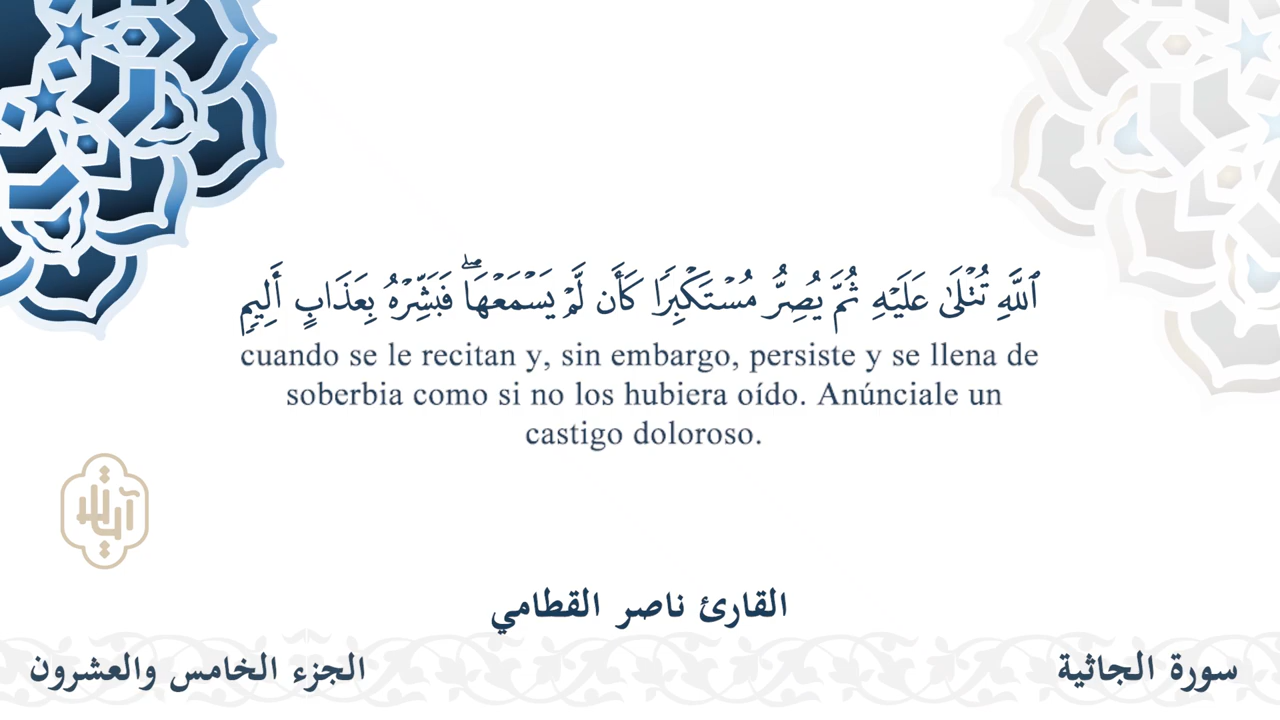 ٱللَّهِ تُتۡلَىٰ عَلَيۡهِ ثُمَّ يُصِرُّ مُسۡتَكۡبِرٗا كَأَن لَّمۡ يَسۡمَعۡهَاۖ فَبَشِّرۡهُ بِعَذَابٍ أَلِيمٖ
cuando se le recitan y, sin embargo, persiste y se llena de
soberbia como si no los hubiera oído. Anúnciale un
castigo doloroso.
القارئ ناصر القطامي
سورة الجاثية
الجزء الخامس والعشرون